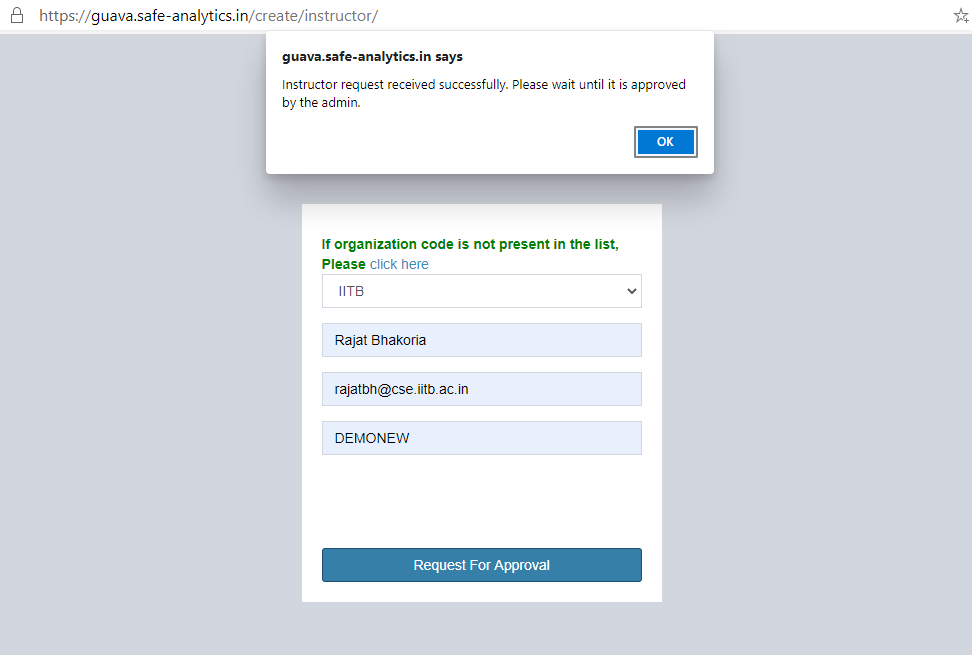 https://guava.safe-analytics.in/create/instructor/
guava.safe-analytics.in says
Instructor request received successfully. Please wait until it is approved
by the admin.
OK
If organization code is not present in the list,
Please click here
IITB
Rajat Bhakoria
rajatbh@cse.iitb.ac.in
DEMONEW
Request For Approval